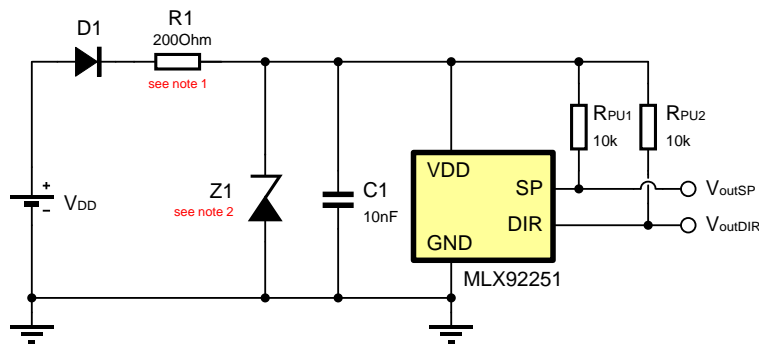 D1
R1
200Ohm
see note 1
RPU1
10k
RPU2
10k
VDD
VDD
SP
DIR
GND
MLX92251
Z1
see note 2
C1
10nF
+
-
VoutSP
VoutDIR